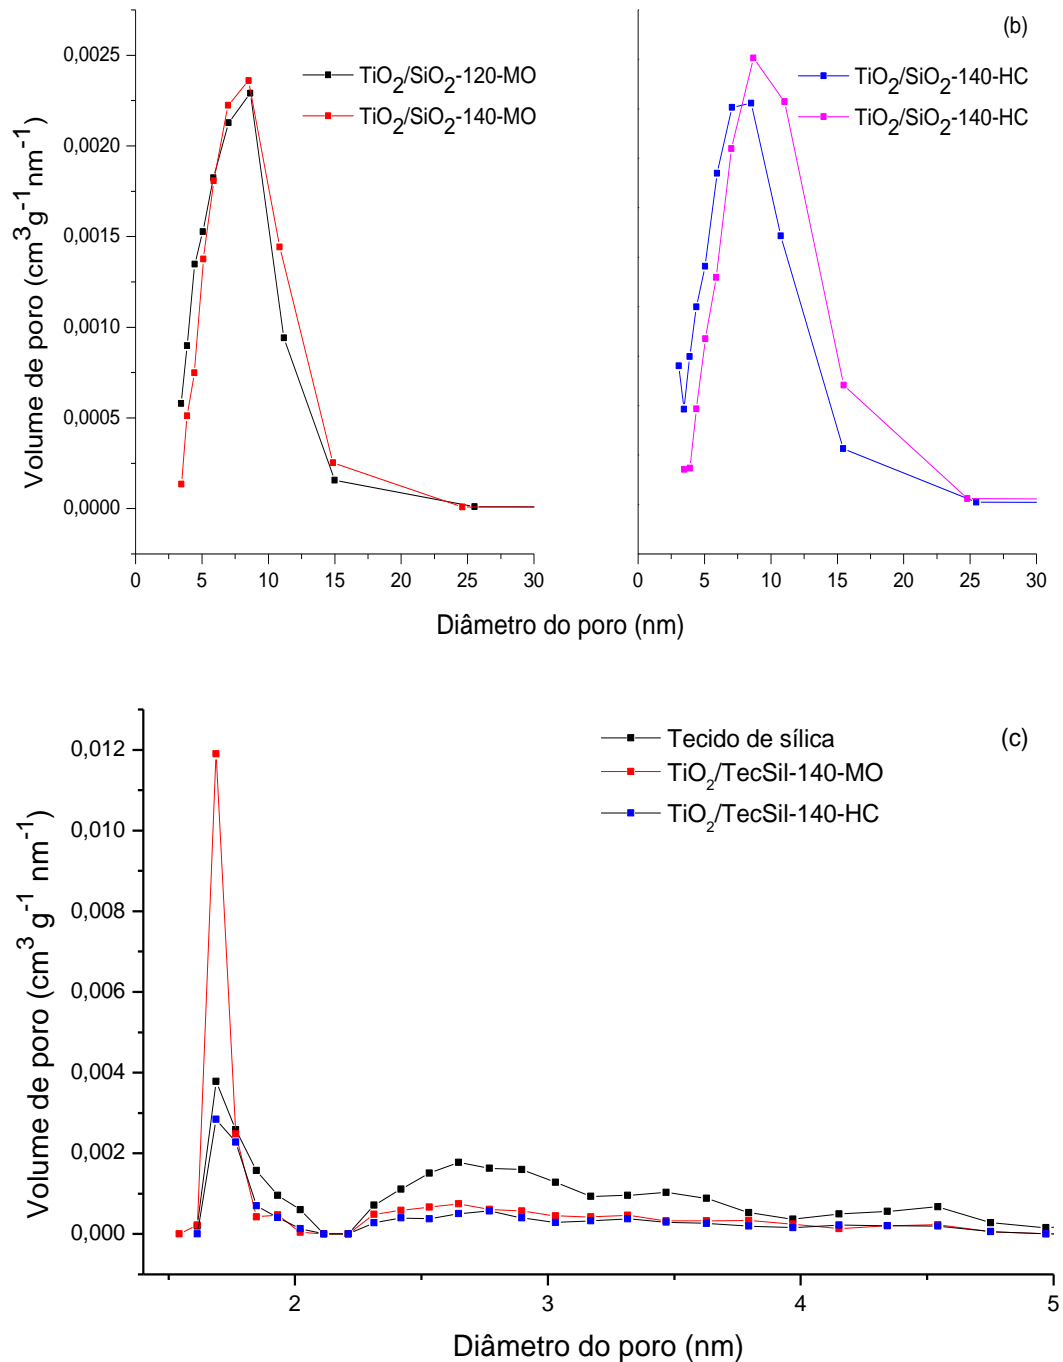 (b)
0,0025
0,0020
0,0015
0,0010
0,0005
0,0000
Volume de poro (cm³g⁻¹nm⁻¹)
TiO₂/SiO₂-120-MO
TiO₂/SiO₂-140-MO
TiO₂/SiO₂-140-HC
TiO₂/SiO₂-140-HC
0 5 10 15 20 25 30
0 5 10 15 20 25 30
Diâmetro do poro (nm)
(c)
0,012
0,010
0,008
0,006
0,004
0,002
0,000
Volume de poro (cm³ g⁻¹ nm⁻¹)
Tecido de sílica
TiO₂/TecSil-140-MO
TiO₂/TecSil-140-HC
2 3 4 5
Diâmetro do poro (nm)